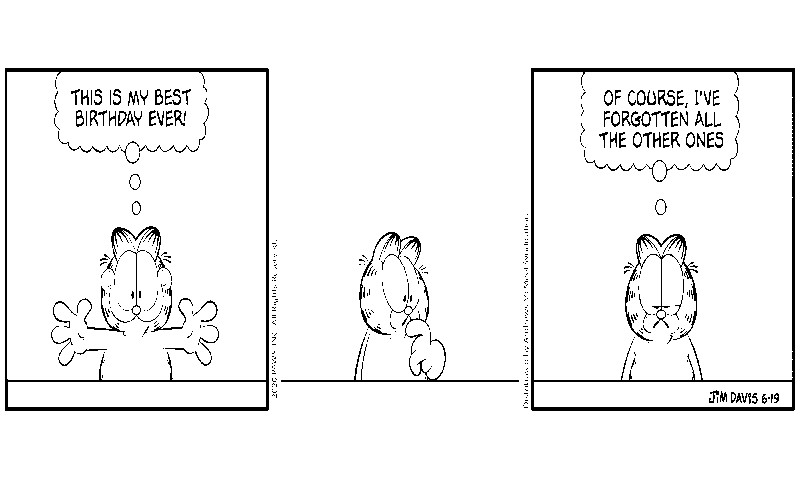 THIS IS MY BEST
BIRTHDAY EVER!
OF COURSE, I'VE
FORGOTTEN ALL
THE OTHER ONES
JIM DAVIS 6-19